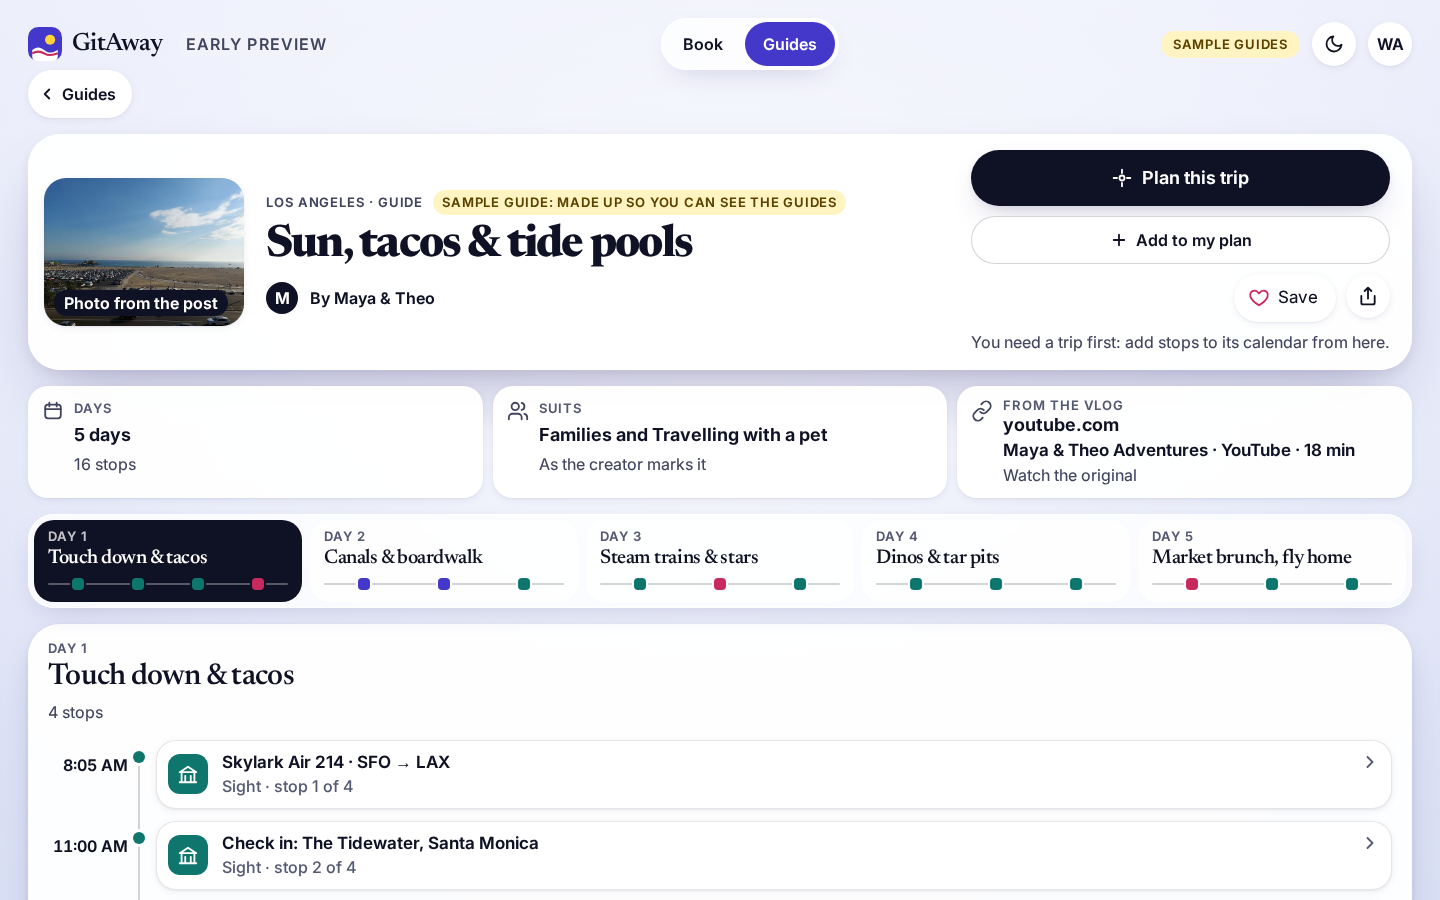 GitAway
EARLY PREVIEW
Book
Guides
SAMPLE GUIDES
WA
Guides
Photo from the post
LOS ANGELES · GUIDE
SAMPLE GUIDE: MADE UP SO YOU CAN SEE THE GUIDES
Sun, tacos & tide pools
M
By Maya & Theo
Plan this trip
Add to my plan
Save
You need a trip first: add stops to its calendar from here.
DAYS
5 days
16 stops
SUITS
Families and Travelling with a pet
As the creator marks it
FROM THE VLOG
youtube.com
Maya & Theo Adventures · YouTube · 18 min
Watch the original
DAY 1
Touch down & tacos
DAY 2
Canals & boardwalk
DAY 3
Steam trains & stars
DAY 4
Dinos & tar pits
DAY 5
Market brunch, fly home
DAY 1
Touch down & tacos
4 stops
8:05 AM
Skylark Air 214 · SFO → LAX
Sight · stop 1 of 4
11:00 AM
Check in: The Tidewater, Santa Monica
Sight · stop 2 of 4